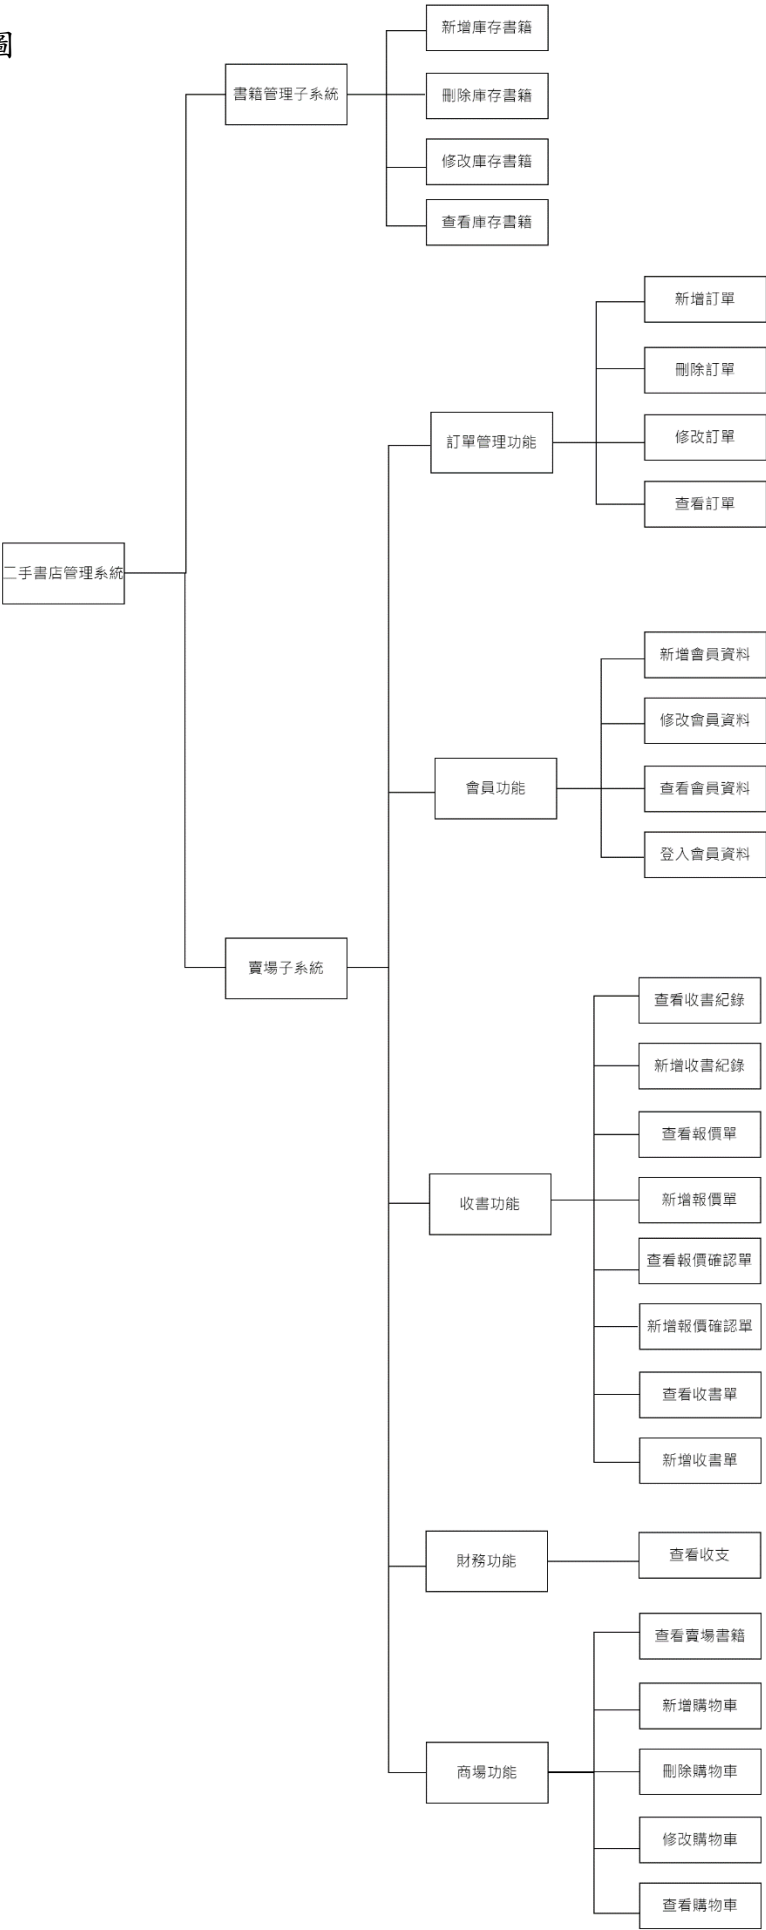 圖
新增庫存書籍
書籍管理子系統
刪除庫存書籍
修改庫存書籍
查看庫存書籍
新增訂單
刪除訂單
訂單管理功能
修改訂單
查看訂單
二手書店管理系統
新增會員資料
修改會員資料
會員功能
查看會員資料
登入會員資料
賣場子系統
查看收書紀錄
新增收書紀錄
查看報價單
收書功能
新增報價單
查看報價確認單
新增報價確認單
查看收書單
新增收書單
財務功能
查看收支
查看賣場書籍
新增購物車
商場功能
刪除購物車
修改購物車
查看購物車